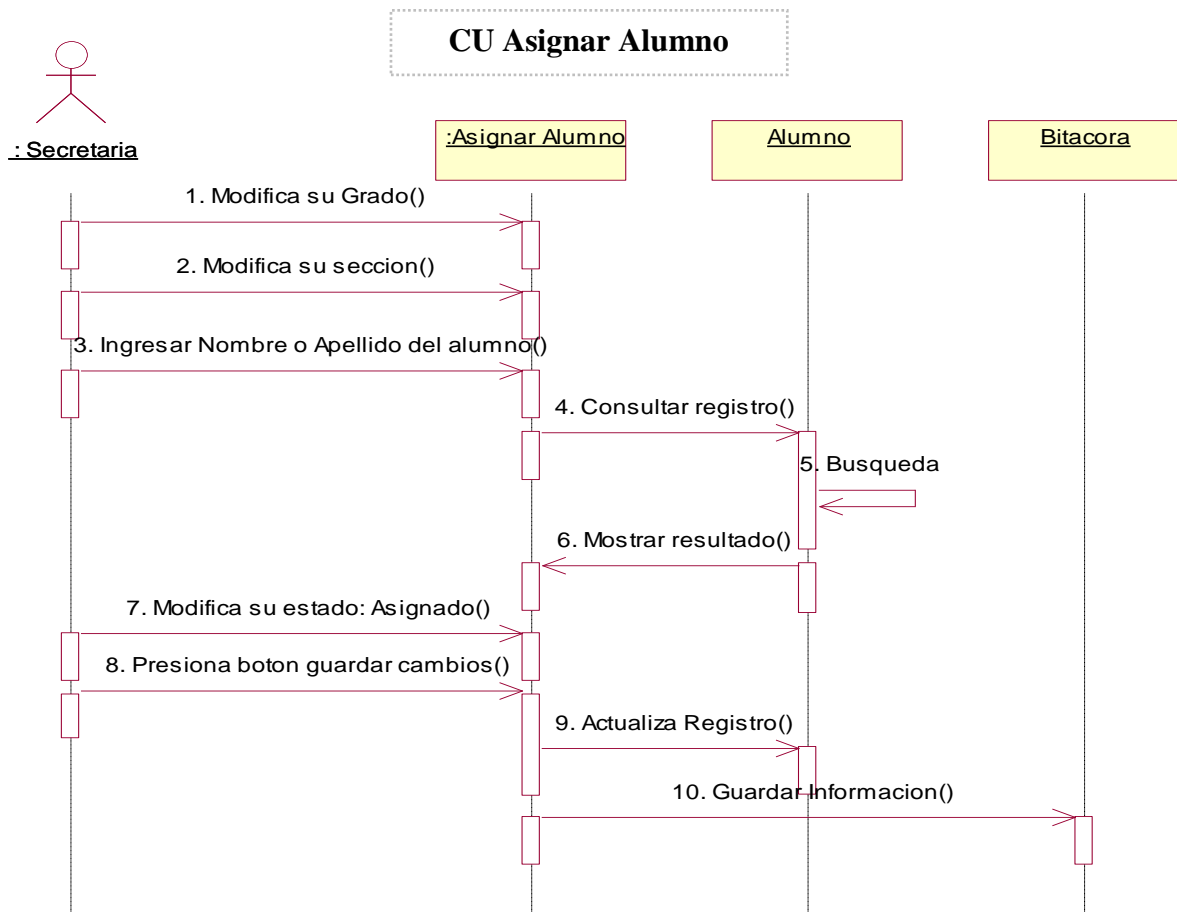 CU Asignar Alumno
: Secretaria
:Asignar Alumno
Alumno
Bitacora
1. Modifica su Grado()
2. Modifica su seccion()
3. Ingresar Nombre o Apellido del alumno()
4. Consultar registro()
5. Busqueda
6. Mostrar resultado()
7. Modifica su estado: Asignado()
8. Presiona boton guardar cambios()
9. Actualiza Registro()
10. Guardar Informacion()